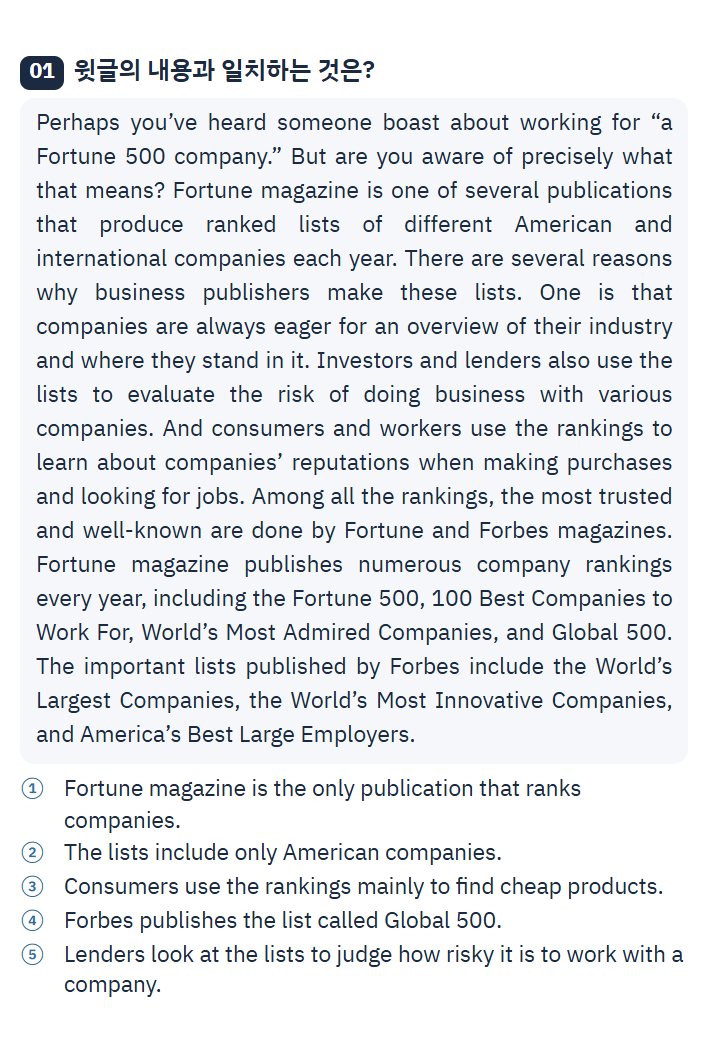 01 윗글의 내용과 일치하는 것은?
Perhaps you’ve heard someone boast about working for “a
Fortune 500 company.” But are you aware of precisely what
that means? Fortune magazine is one of several publications
that produce ranked lists of different American and
international companies each year. There are several reasons
why business publishers make these lists. One is that
companies are always eager for an overview of their industry
and where they stand in it. Investors and lenders also use the
lists to evaluate the risk of doing business with various
companies. And consumers and workers use the rankings to
learn about companies’ reputations when making purchases
and looking for jobs. Among all the rankings, the most trusted
and well-known are done by Fortune and Forbes magazines.
Fortune magazine publishes numerous company rankings
every year, including the Fortune 500, 100 Best Companies to
Work For, World’s Most Admired Companies, and Global 500.
The important lists published by Forbes include the World’s
Largest Companies, the World’s Most Innovative Companies,
and America’s Best Large Employers.
① Fortune magazine is the only publication that ranks
companies.
② The lists include only American companies.
③ Consumers use the rankings mainly to find cheap products.
④ Forbes publishes the list called Global 500.
⑤ Lenders look at the lists to judge how risky it is to work with a
company.